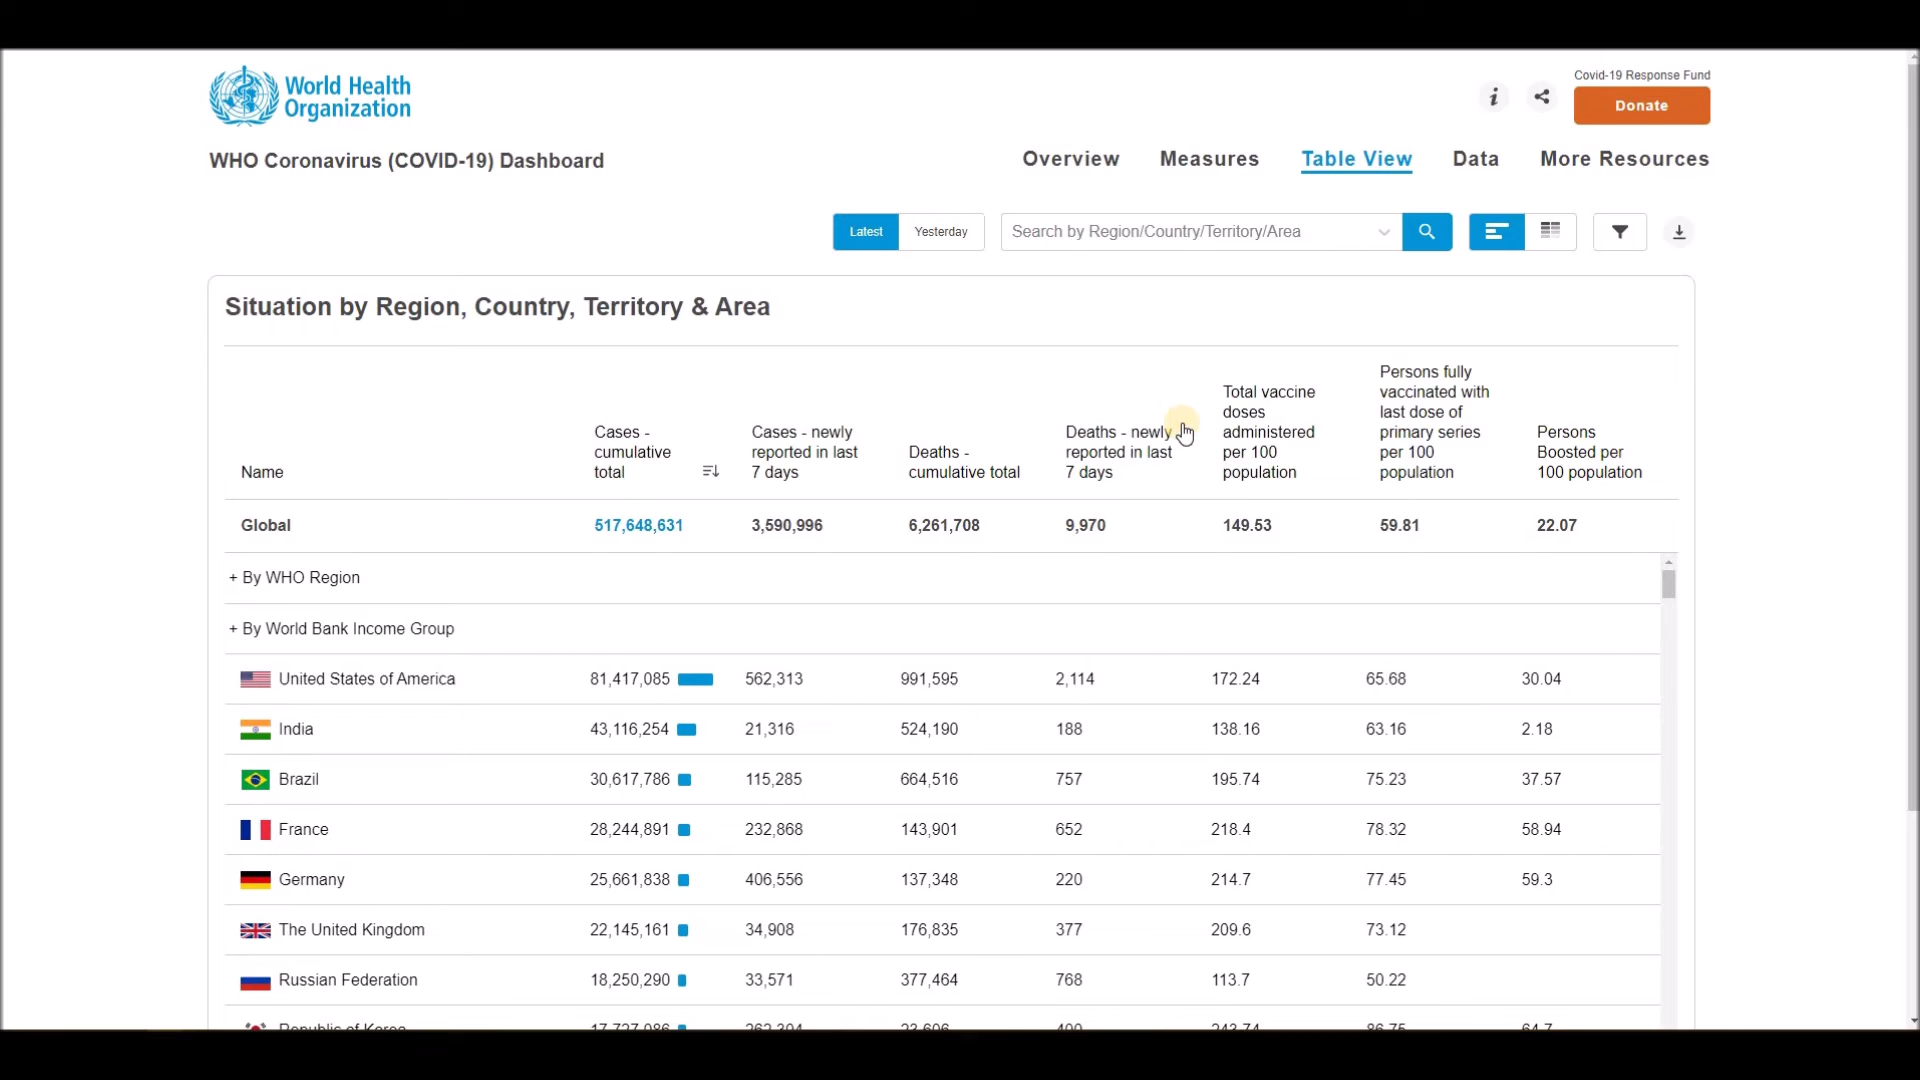 World Health
Organization
Covid-19 Response Fund
Donate
WHO Coronavirus (COVID-19) Dashboard
Overview Measures Table View Data More Resources
Latest Yesterday Search by Region/Country/Territory/Area
Situation by Region, Country, Territory & Area
Name
Cases -
cumulative
total
Cases - newly
reported in last
7 days
Deaths -
cumulative total
Deaths - newly
reported in last
7 days
Total vaccine
doses
administered
per 100
population
Persons fully
vaccinated with
last dose of
primary series
per 100
population
Persons
Boosted per
100 population
Global 517,648,631 3,590,996 6,261,708 9,970 149.53 59.81 22.07
+ By WHO Region
+ By World Bank Income Group
United States of America 81,417,085 562,313 991,595 2,114 172.24 65.68 30.04
India 43,116,254 21,316 524,190 188 138.16 63.16 2.18
Brazil 30,617,786 115,285 664,516 757 195.74 75.23 37.57
France 28,244,891 232,868 143,901 652 218.4 78.32 58.94
Germany 25,661,838 406,556 137,348 220 214.7 77.45 59.3
The United Kingdom 22,145,161 34,908 176,835 377 209.6 73.12
Russian Federation 18,250,290 33,571 377,464 768 113.7 50.22
Republic of Korea